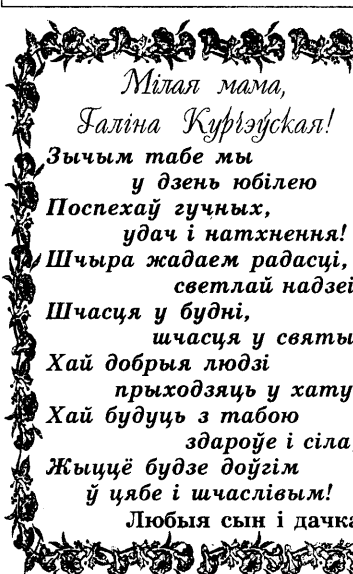 Мілая мама,
Галіна Курчэўская!
Зычым табе мы
у дзень юбілею
Поспехаў гучных,
удач і натхнення!
Шчыра жадаем радасці,
светлай надзеі
Шчасця у будні,
шчасця у святы
Хай добрыя людзі
прыходзяць у хату
Хай будуць з табою
здароўе і сіла
Жыццё будзе доўгім
ў цябе і шчаслівым!
Любыя сын і дачка